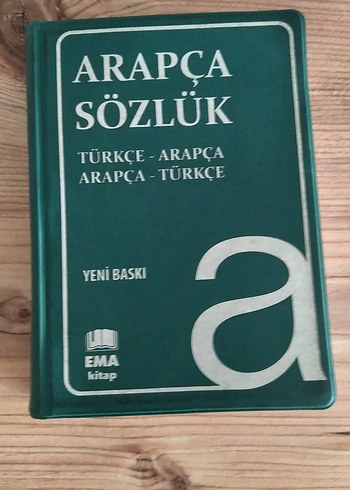 ARAPÇA
SÖZLÜK
TÜRKÇE - ARAPÇA
ARAPÇA - TÜRKÇE
YENİ BASKI
a
EMA
kitap